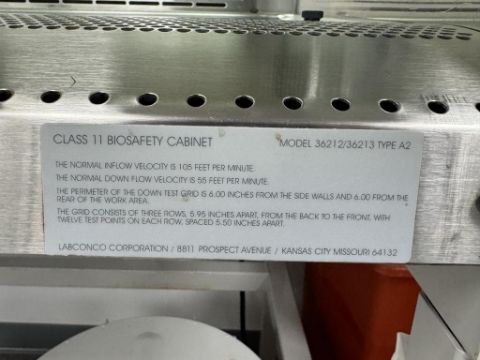 CLASS 11 BIOSAFETY CABINET MODEL 36212/36213 TYPE A2
THE NORMAL INFLOW VELOCITY IS 105 FEET PER MINUTE.
THE NORMAL DOWN FLOW VELOCITY IS 55 FEET PER MINUTE.
THE PERIMETER OF THE DOWN TEST GRID IS 6.00 INCHES FROM THE SIDE WALLS AND 6.00 FROM THE
REAR OF THE WORK AREA.
THE GRID CONSISTS OF THREE ROWS, 5.95 INCHES APART, FROM THE BACK TO THE FRONT, WITH
TWELVE TEST POINTS ON EACH ROW, SPACED 5.50 INCHES APART.
LABCONCO CORPORATION / 8811 PROSPECT AVENUE / KANSAS CITY MISSOURI 64132